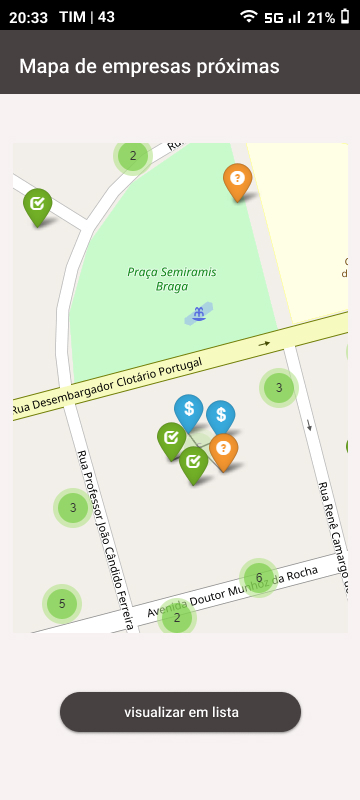 20:33 TIM | 43 5G 21%
Mapa de empresas próximas
2
?
Praça Semiramis
Braga
Rua Desembargador Clotário Portugal
3
$ $
?
3
Rua Professor João Cândido Ferreira
Rua René Camargo
6
Avenida Doutor Munhoz da Rocha
5
2
visualizar em lista